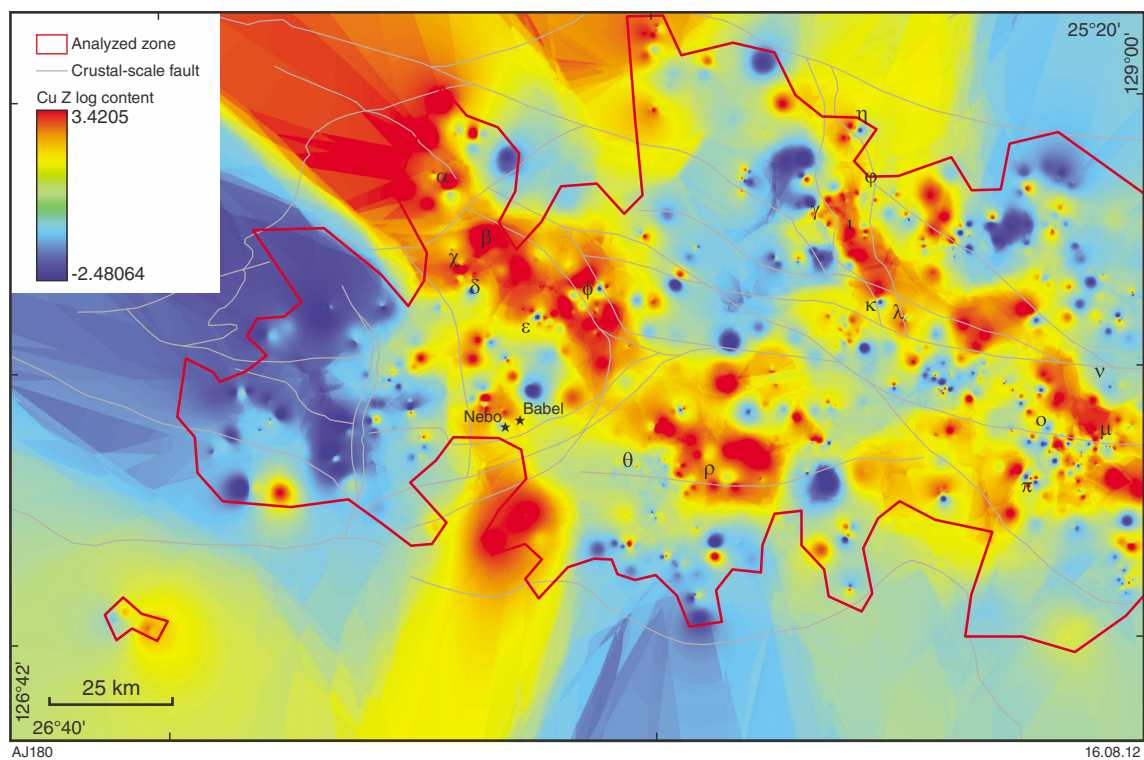 Analyzed zone
Crustal-scale fault
Cu Z log content
3.4205
-2.48064
25°20'
129°00'
η
α
φ
γ
ι
β
χ
δ
ϕ
κ
λ
ε
ν
Nebo
Babel
ο
μ
θ
ρ
π
25 km
126°42'
26°40'
AJ180
16.08.12